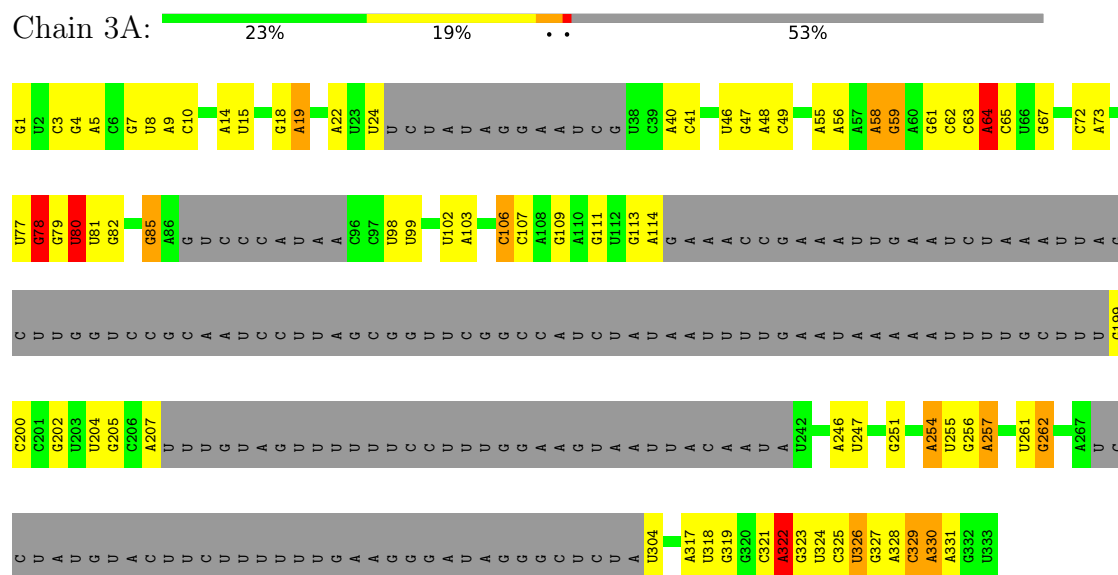 Chain 3A:
23% 19% • • 53%
G1 U2 C3 G4 A5 C6 G7 U8 A9 C10 A14 U15 G18 A19 A22 U23 U24 U C U A U A G G A A U C G U38 C39 A40 C41 U46 G47 A48 C49 A55 A56 A57 A58 G59 A60 G61 C62 C63 A64 C65 U66 G67 C72 A73
U77 G78 G79 U80 U81 G82 G85 A86 G U C C C A U A A C96 C97 U98 U99 U102 A103 C106 C107 A108 G109 A110 G111 U112 G113 A114 G A A A C C G A A A U U G A A U C U A A A U U A
C U U G G U C C G C A A U C C U U A G C G U U C G G C C A U C U A U A A U U U U U G A A U A A A A A U U U U G C U U U C199
C200 C201 G202 U203 U204 G205 C206 A207 U U U G U A G U U U U U U C C U U U G G A A G U A A U U A C A A U A U242 A246 U247 G251 A254 U255 G256 A257 U261 G262 A267 U C
C U A U G U A C U U C U U U U U U G A A G G G A U A G G G C U C U A U304 A317 U318 G319 G320 C321 A322 G323 U324 C325 U326 G327 A328 C329 A330 A331 G332 U333